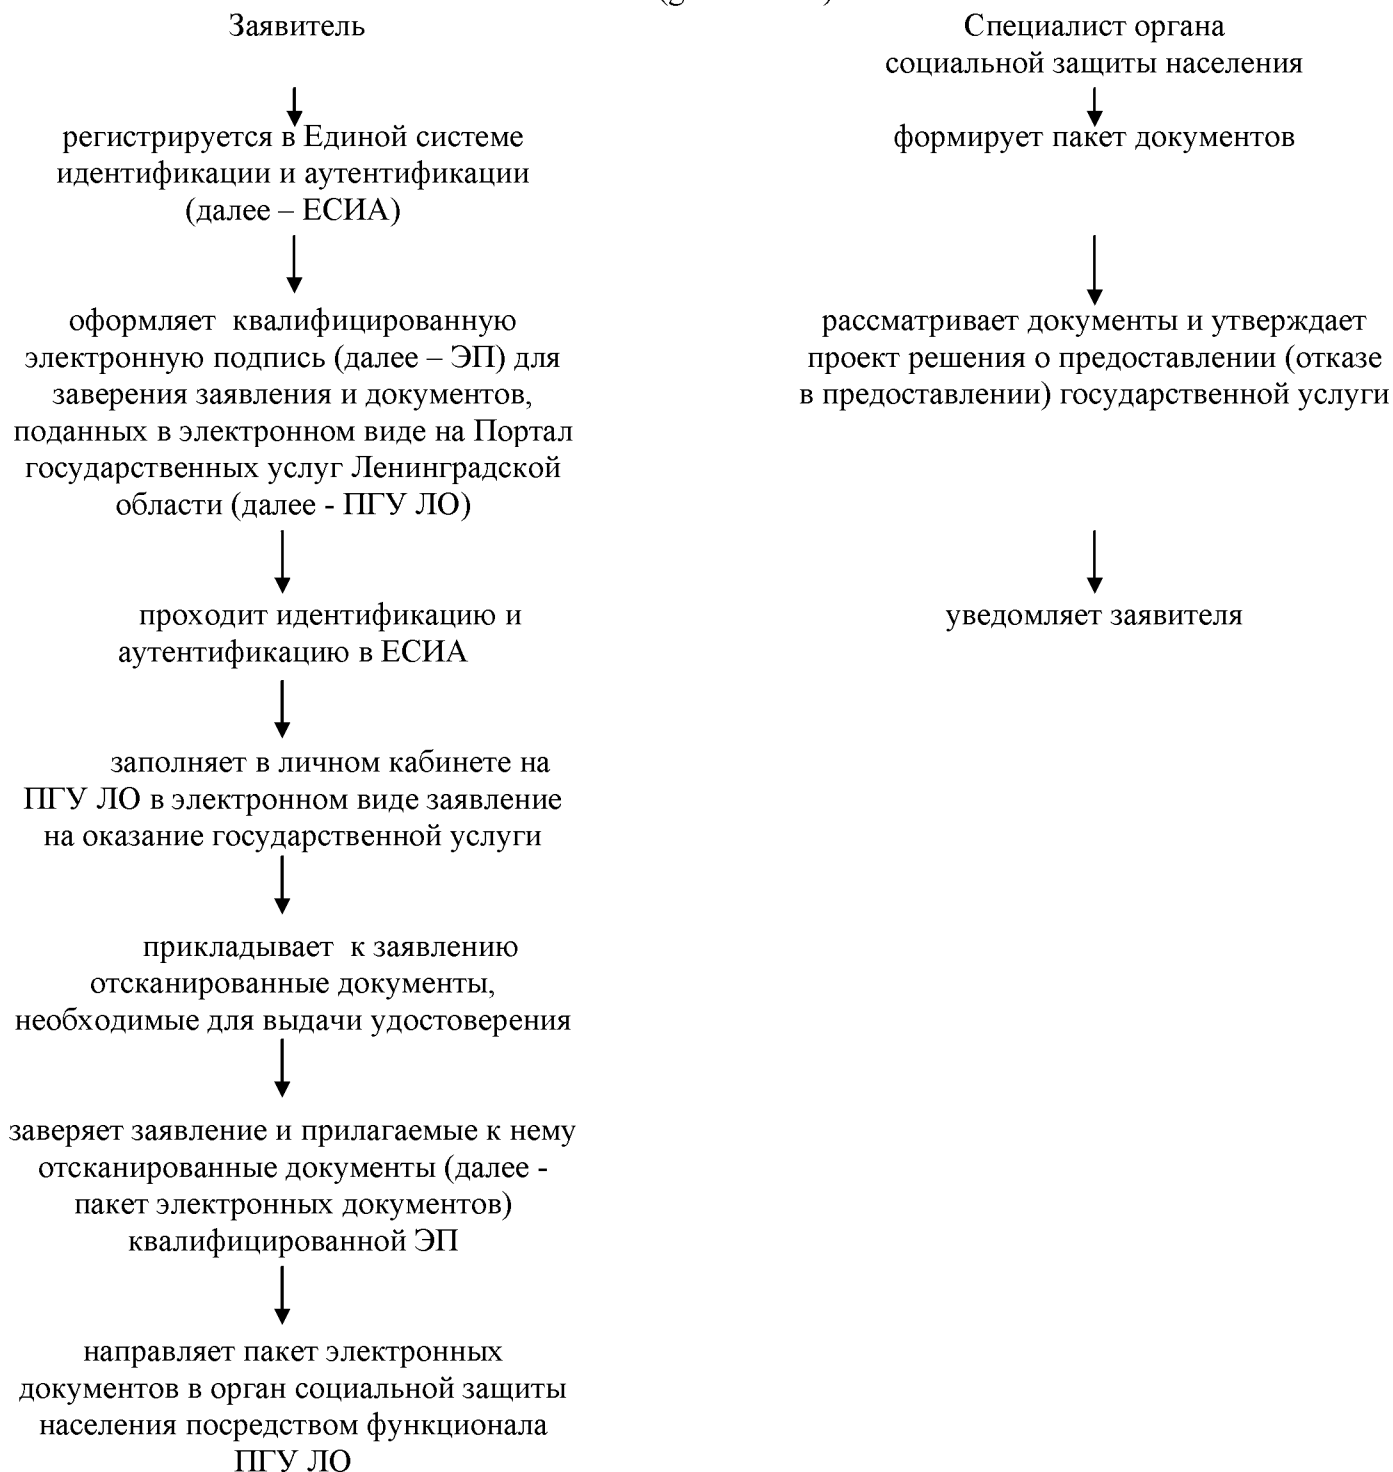 Заявитель
регистрируется в Единой системе
идентификации и аутентификации
(далее – ЕСИА)
оформляет квалифицированную
электронную подпись (далее – ЭП) для
заверения заявления и документов,
поданных в электронном виде на Портал
государственных услуг Ленинградской
области (далее - ПГУ ЛО)
проходит идентификацию и
аутентификацию в ЕСИА
заполняет в личном кабинете на
ПГУ ЛО в электронном виде заявление
на оказание государственной услуги
прикладывает к заявлению
отсканированные документы,
необходимые для выдачи удостоверения
заверяет заявление и прилагаемые к нему
отсканированные документы (далее -
пакет электронных документов)
квалифицированной ЭП
направляет пакет электронных
документов в орган социальной защиты
населения посредством функционала
ПГУ ЛО
Специалист органа
социальной защиты населения
формирует пакет документов
рассматривает документы и утверждает
проект решения о предоставлении (отказе
в предоставлении) государственной услуги
уведомляет заявителя